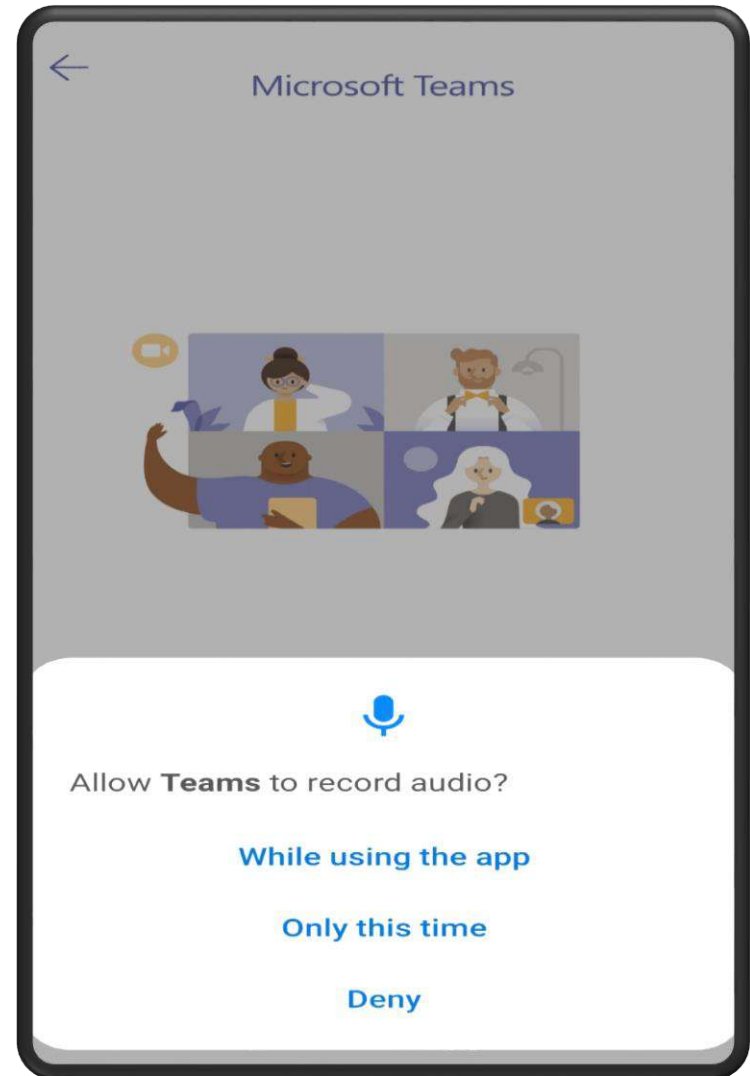 Microsoft Teams
Allow Teams to record audio?
While using the app
Only this time
Deny